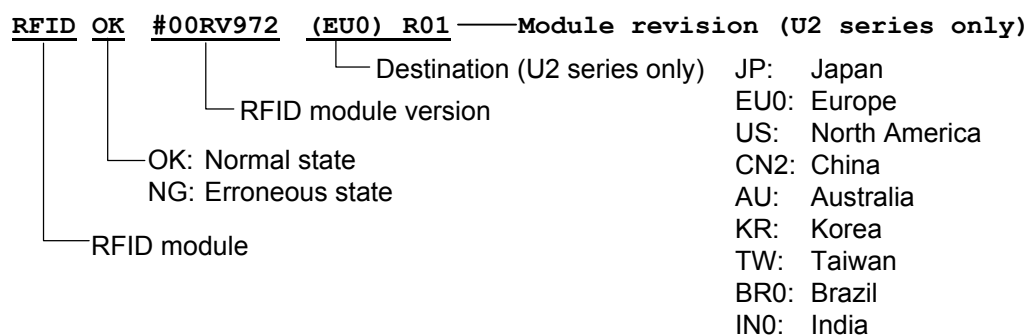 RFID OK #00RV972 (EU0) R01 Module revision (U2 series only)
Destination (U2 series only)
RFID module version
OK: Normal state
NG: Erroneous state
RFID module
JP: Japan
EU0: Europe
US: North America
CN2: China
AU: Australia
KR: Korea
TW: Taiwan
BR0: Brazil
IN0: India